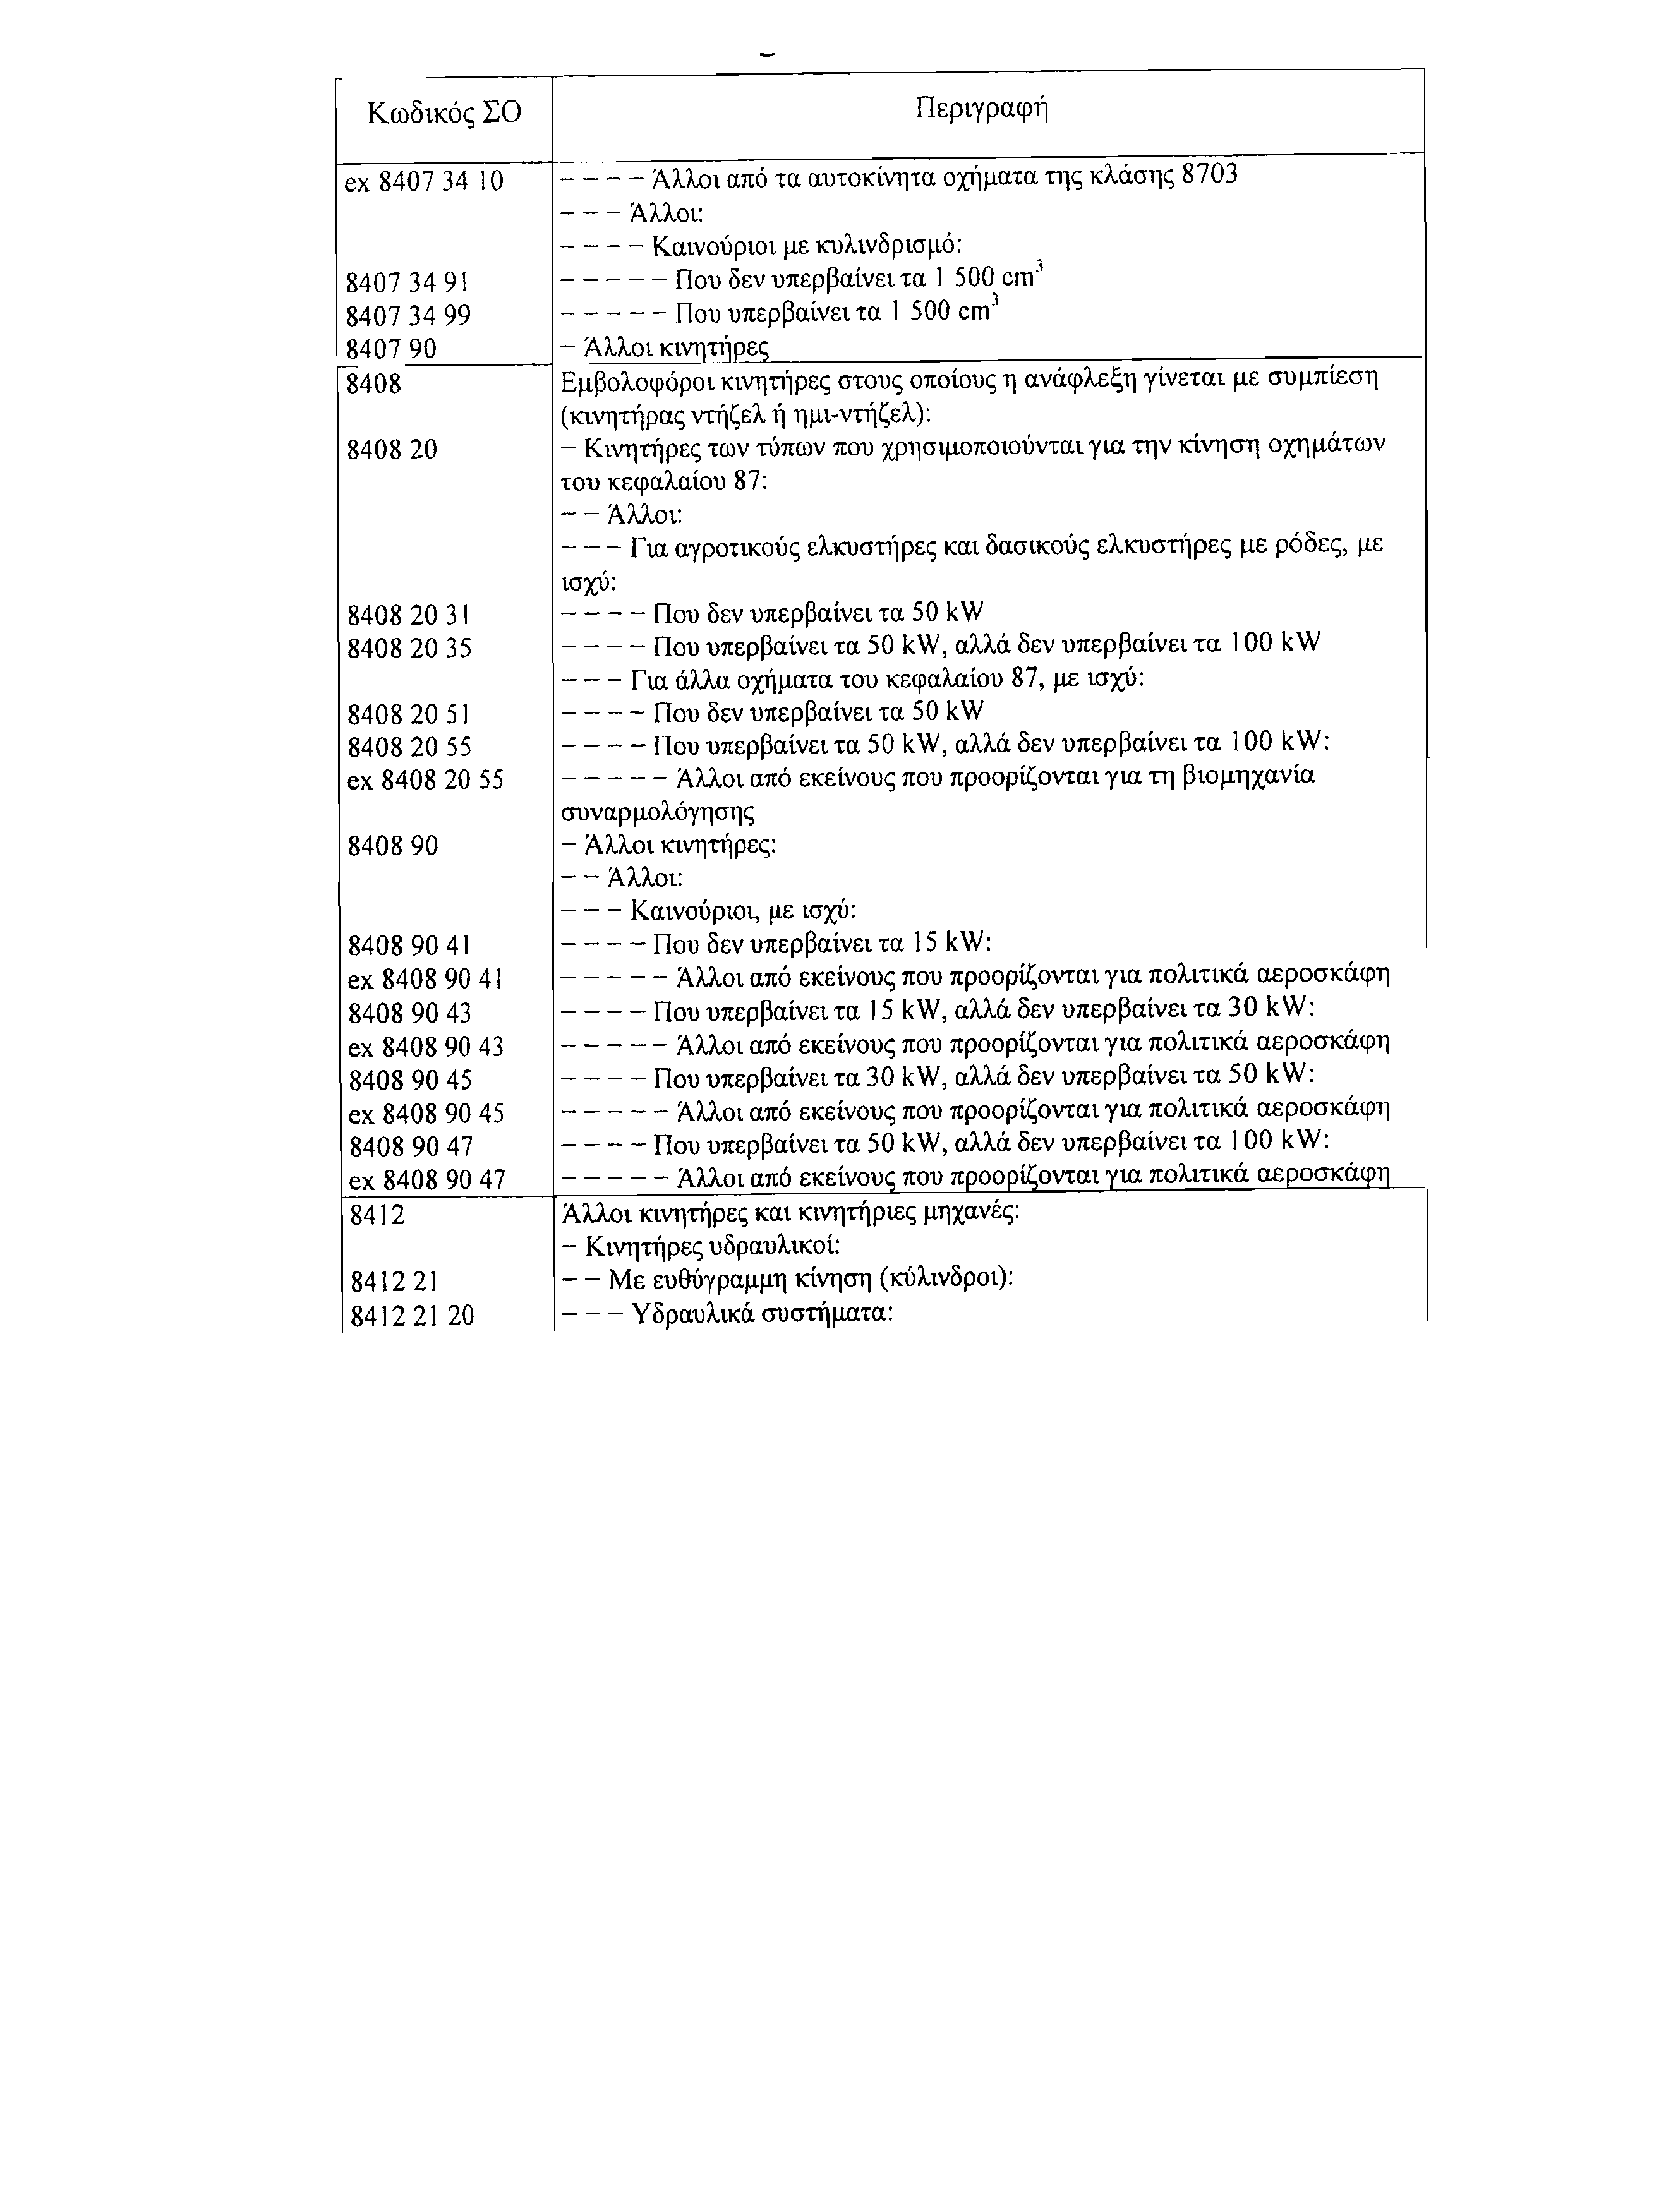 Κωδικός ΣΟ Περιγραφή
ex 8407 34 10 – – – – Άλλοι από τα αυτοκίνητα οχήματα της κλάσης 8703
– – – Άλλοι:
– – – – Καινούριοι με κυλινδρισμό:
8407 34 91 – – – – – Που δεν υπερβαίνει τα 1 500 cm³
8407 34 99 – – – – – Που υπερβαίνει τα 1 500 cm³
8407 90 – Άλλοι κινητήρες
8408 Εμβολοφόροι κινητήρες στους οποίους η ανάφλεξη γίνεται με συμπίεση
(κινητήρας ντήζελ ή ημι-ντήζελ):
8408 20 – Κινητήρες των τύπων που χρησιμοποιούνται για την κίνηση οχημάτων
του κεφαλαίου 87:
– – Άλλοι:
– – – Για αγροτικούς ελκυστήρες και δασικούς ελκυστήρες με ρόδες, με
ισχύ:
8408 20 31 – – – – Που δεν υπερβαίνει τα 50 kW
8408 20 35 – – – – Που υπερβαίνει τα 50 kW, αλλά δεν υπερβαίνει τα 100 kW
– – – Για άλλα οχήματα του κεφαλαίου 87, με ισχύ:
8408 20 51 – – – – Που δεν υπερβαίνει τα 50 kW
8408 20 55 – – – – Που υπερβαίνει τα 50 kW, αλλά δεν υπερβαίνει τα 100 kW:
ex 8408 20 55 – – – – – Άλλοι από εκείνους που προορίζονται για τη βιομηχανία
συναρμολόγησης
8408 90 – Άλλοι κινητήρες:
– – Άλλοι:
– – – Καινούριοι, με ισχύ:
8408 90 41 – – – – Που δεν υπερβαίνει τα 15 kW:
ex 8408 90 41 – – – – – Άλλοι από εκείνους που προορίζονται για πολιτικά αεροσκάφη
8408 90 43 – – – – Που υπερβαίνει τα 15 kW, αλλά δεν υπερβαίνει τα 30 kW:
ex 8408 90 43 – – – – – Άλλοι από εκείνους που προορίζονται για πολιτικά αεροσκάφη
8408 90 45 – – – – Που υπερβαίνει τα 30 kW, αλλά δεν υπερβαίνει τα 50 kW:
ex 8408 90 45 – – – – – Άλλοι από εκείνους που προορίζονται για πολιτικά αεροσκάφη
8408 90 47 – – – – Που υπερβαίνει τα 50 kW, αλλά δεν υπερβαίνει τα 100 kW:
ex 8408 90 47 – – – – – Άλλοι από εκείνους που προορίζονται για πολιτικά αεροσκάφη
8412 Άλλοι κινητήρες και κινητήριες μηχανές:
– Κινητήρες υδραυλικοί:
8412 21 – – Με ευθύγραμμη κίνηση (κύλινδροι):
8412 21 20 – – – Υδραυλικά συστήματα: